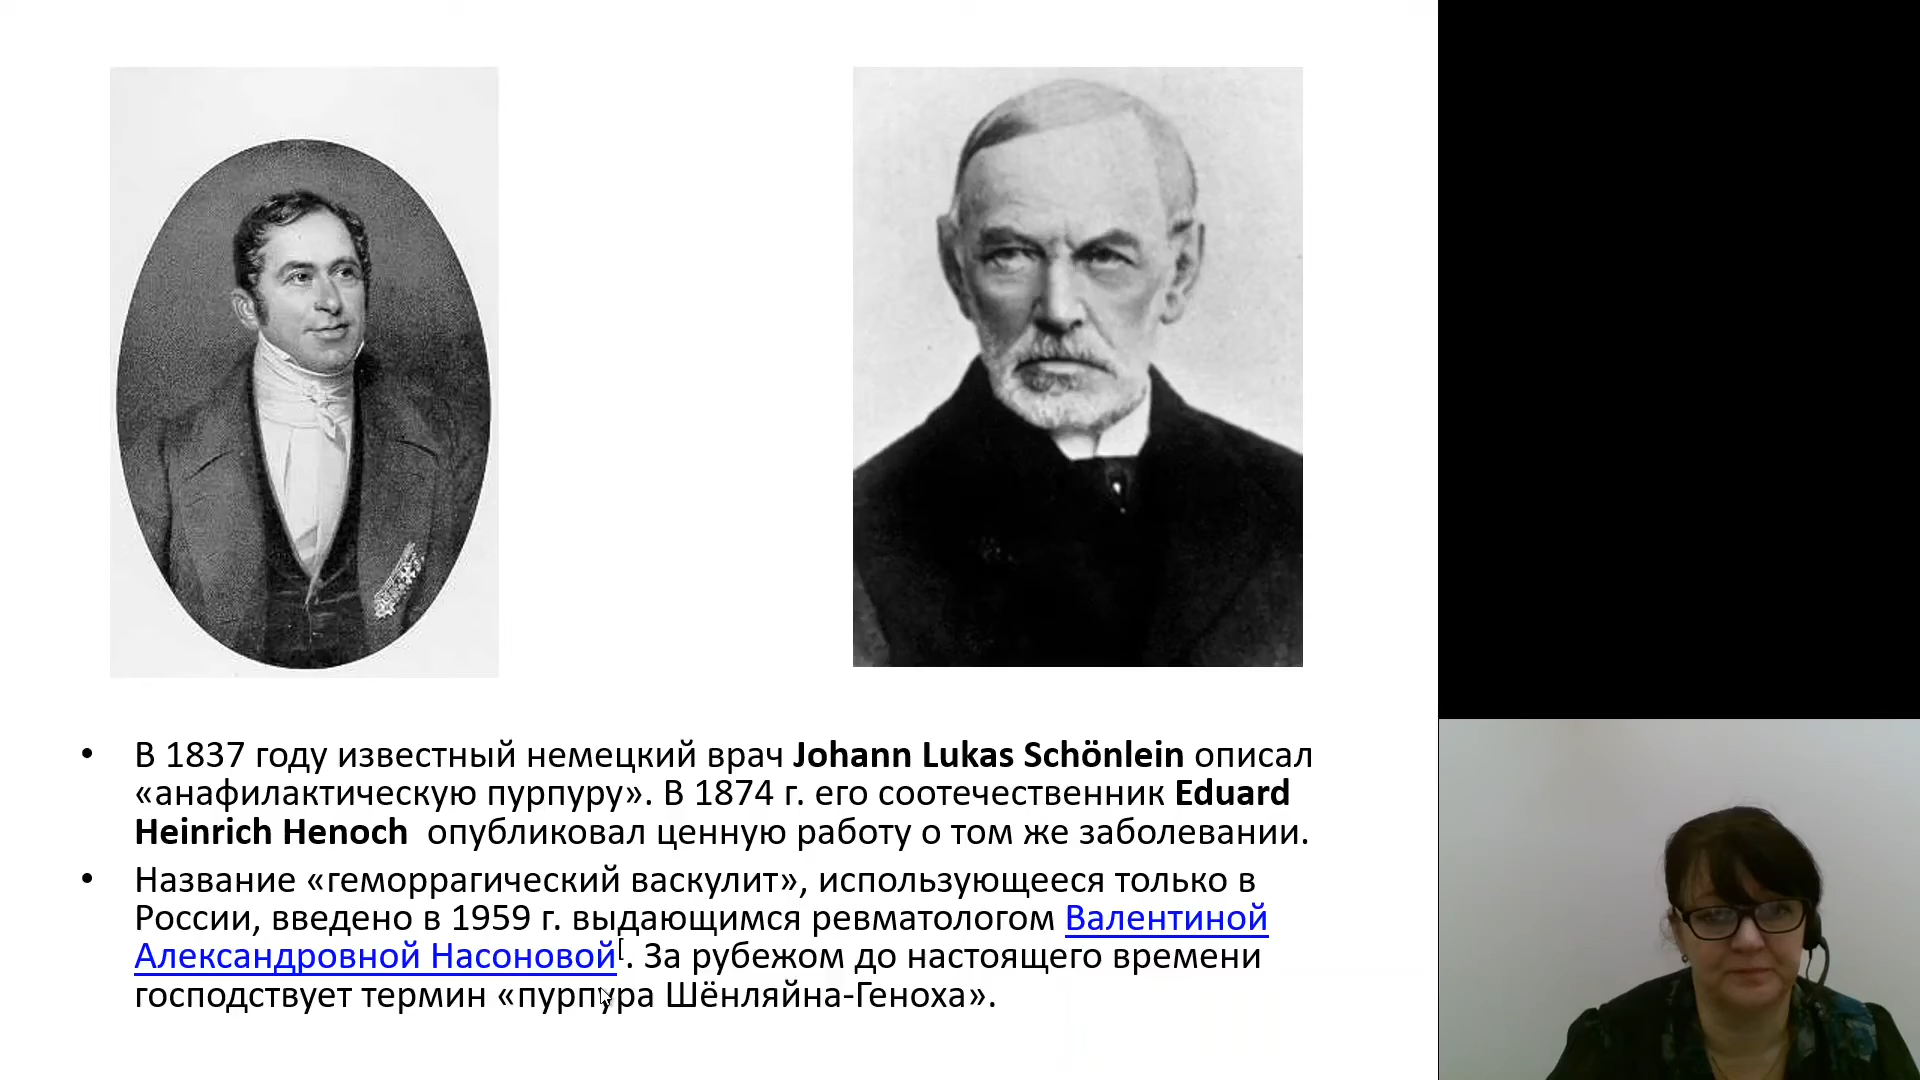 • В 1837 году известный немецкий врач Johann Lukas Schönlein описал
«анафилактическую пурпуру». В 1874 г. его соотечественник Eduard
Heinrich Henoch опубликовал ценную работу о том же заболевании.
• Название «геморрагический васкулит», использующееся только в
России, введено в 1959 г. выдающимся ревматологом Валентиной
Александровной Насоновой[. За рубежом до настоящего времени
господствует термин «пурпура Шёнляйна-Геноха».